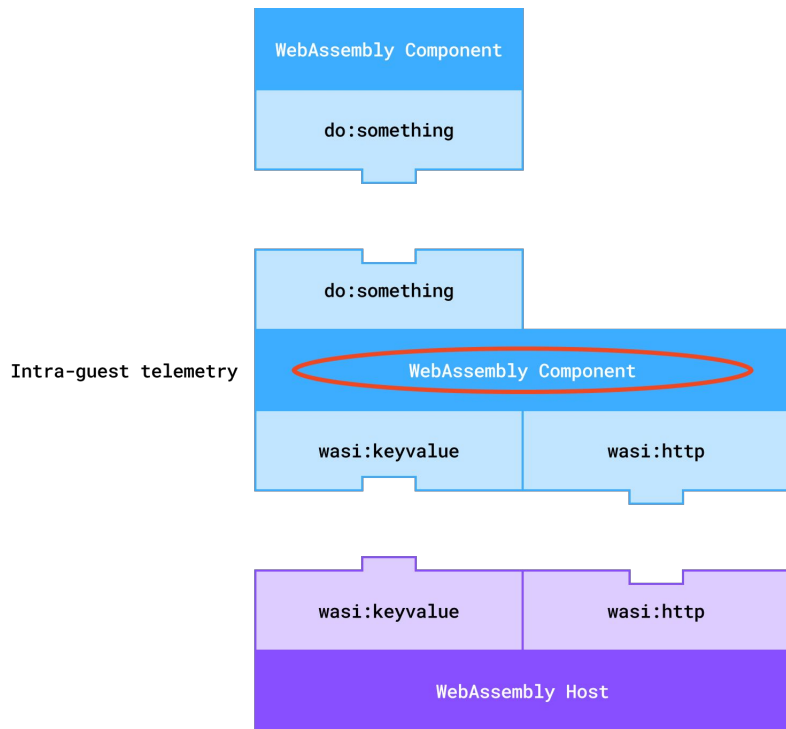 WebAssembly Component
do:something
do:something
Intra-guest telemetry
WebAssembly Component
wasi:keyvalue
wasi:http
wasi:keyvalue
wasi:http
WebAssembly Host